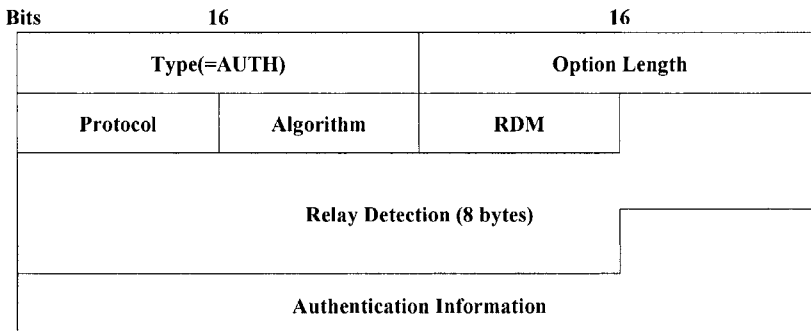 Bits 16 16
Type(=AUTH) Option Length
Protocol Algorithm RDM
Relay Detection (8 bytes)
Authentication Information